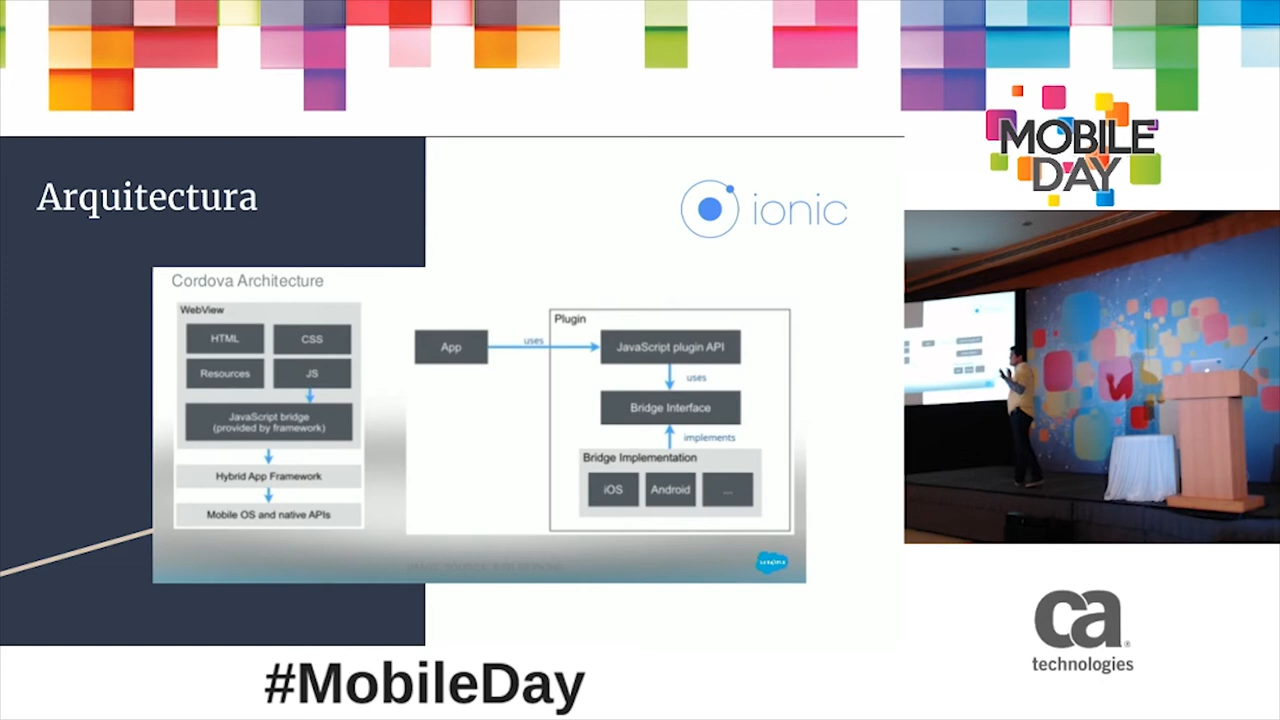 MOBILE
DAY
Arquitectura
ionic
Cordova Architecture
WebView
HTML
CSS
Resources
JS
JavaScript bridge
(provided by framework)
Hybrid App Framework
Mobile OS and native APIs
App
uses
Plugin
JavaScript plugin API
uses
Bridge Interface
implements
Bridge Implementation
iOS
Android
...
ca
technologies
#MobileDay